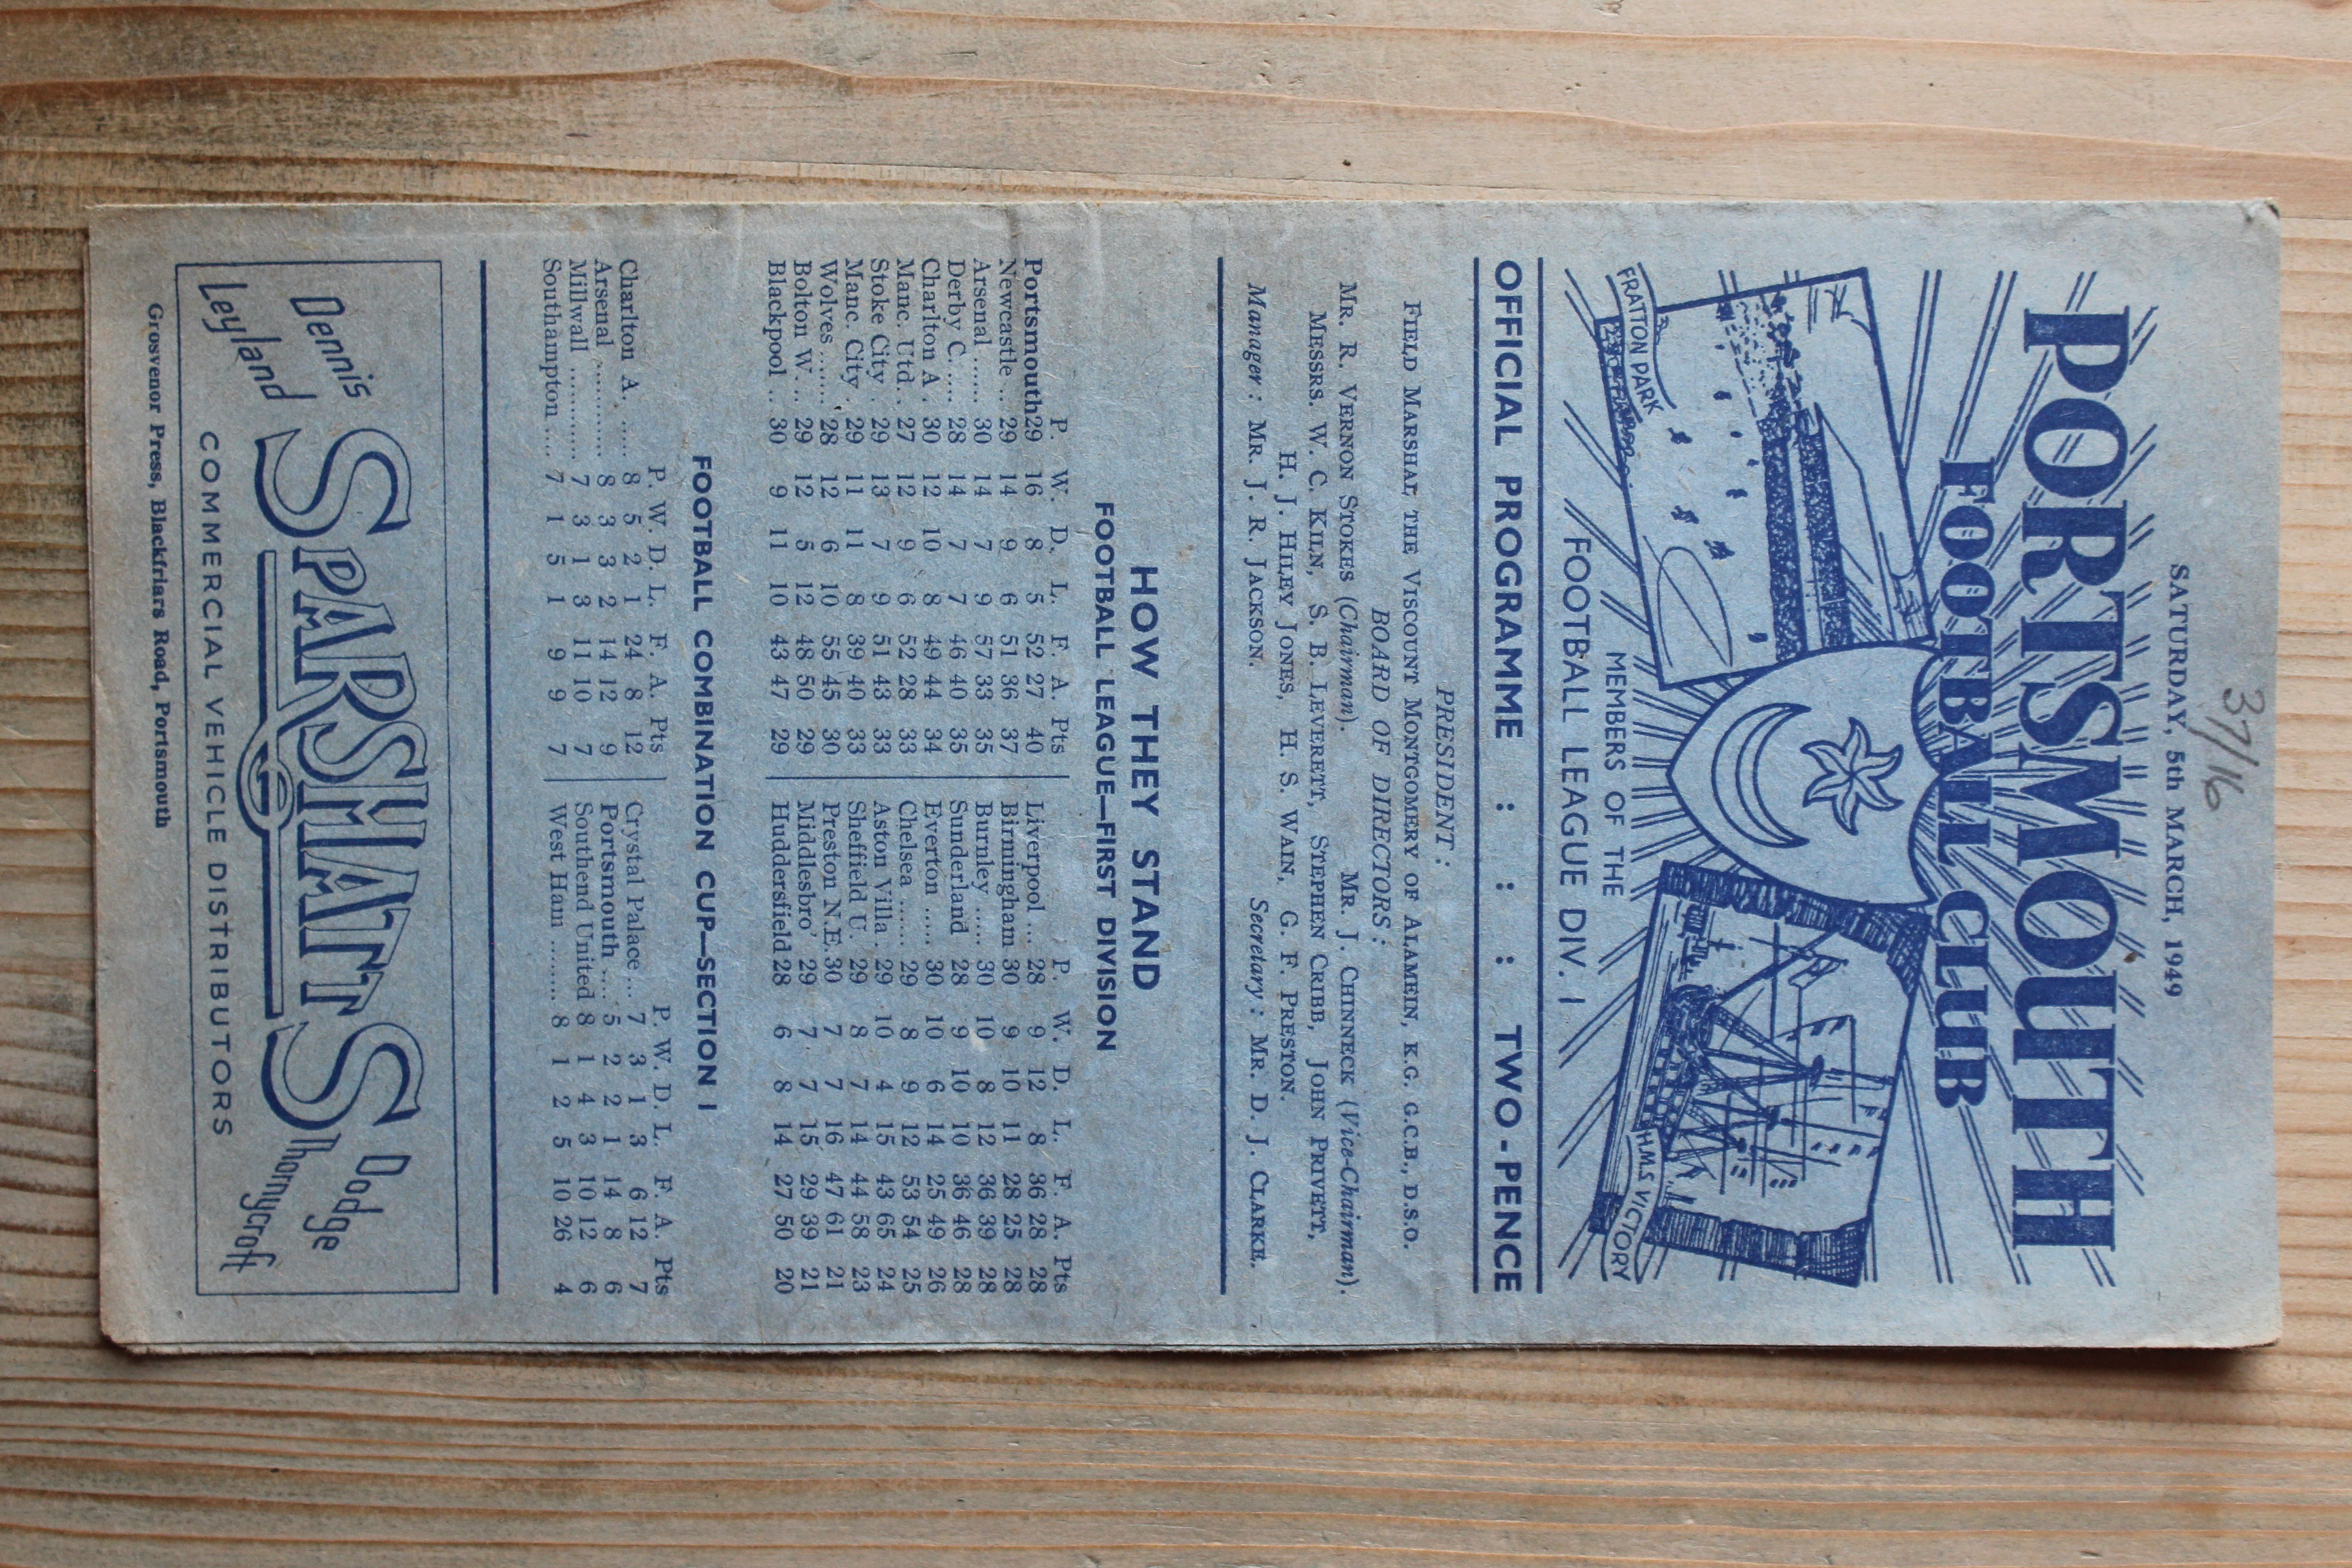 37/16
SATURDAY, 5th MARCH, 1949
PORTSMOUTH
FOOTBALL CLUB
FRATTON PARK
H.M.S VICTORY
MEMBERS OF THE
FOOTBALL LEAGUE DIV. 1
OFFICIAL PROGRAMME : : : TWO-PENCE
PRESIDENT :
FIELD MARSHAL THE VISCOUNT MONTGOMERY OF ALAMEIN, K.G. G.C.B., D.S.O.
BOARD OF DIRECTORS :
MR. R. VERNON STOKES (Chairman). MR. J. CHINNECK (Vice-Chairman).
MESSRS. W. C. KILN, S. B. LEVERETT, STEPHEN CRIBB, JOHN PRIVETT,
H. J. HILEY JONES, H. S. WAIN, G. F. PRESTON.
Manager : MR. J. R. JACKSON. Secretary : MR. D. J. CLARKE.
HOW THEY STAND
FOOTBALL LEAGUE—FIRST DIVISION
P. W. D. L. F. A. Pts P. W. D. L. F. A. Pts
Portsmouth 29 16 8 5 52 27 40 Liverpool ... 28 9 12 8 36 28 28
Newcastle ... 29 14 9 6 51 36 37 Birmingham 30 9 10 11 28 25 28
Arsenal ....... 30 14 7 9 57 33 35 Burnley ...... 30 10 8 12 36 39 28
Derby C. ..... 28 14 7 7 46 40 35 Sunderland 28 9 10 10 36 46 28
Charlton A . 30 12 10 8 49 44 34 Everton ...... 30 10 6 14 25 49 26
Manc. Utd. . 27 12 9 6 52 28 33 Chelsea ....... 29 8 9 12 53 54 25
Stoke City . 29 13 7 9 51 43 33 Aston Villa . 29 10 4 15 43 65 24
Manc. City . 29 11 11 8 39 40 33 Sheffield U. 29 8 7 14 44 58 23
Wolves ....... 28 12 6 10 55 45 30 Preston N.E. 30 7 7 16 47 61 21
Bolton W. .. 29 12 5 12 48 50 29 Middlesbro' 29 7 7 15 29 39 21
Blackpool .. 30 9 11 10 43 47 29 Huddersfield 28 6 8 14 27 50 20
FOOTBALL COMBINATION CUP—SECTION I
P. W. D. L. F. A. Pts P. W. D. L. F. A. Pts
Charlton A. ...... 8 5 2 1 24 8 12 Crystal Palace ... 7 3 1 3 6 12 7
Arsenal ............ 8 3 3 2 14 12 9 Portsmouth .... 5 2 2 1 14 8 6
Millwall ............ 7 3 1 3 11 10 7 Southend United 8 1 4 3 10 12 6
Southampton .... 7 1 5 1 9 9 7 West Ham ........ 8 1 2 5 10 26 4
Dennis Dodge
Leyland SPARSHATTS Thornycroft
COMMERCIAL VEHICLE DISTRIBUTORS
Grosvenor Press, Blackfriars Road, Portsmouth